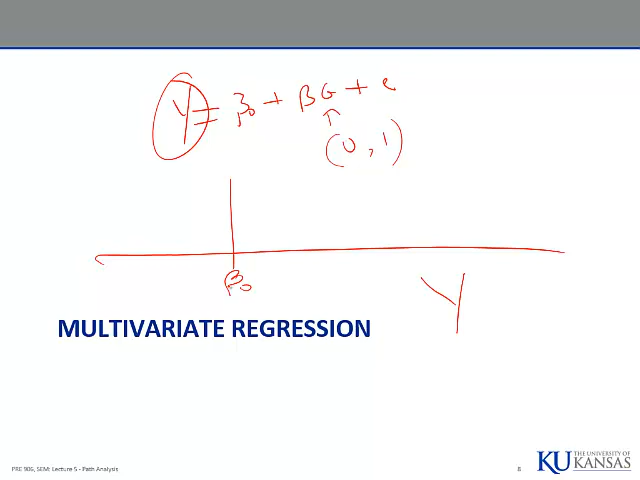 Y = β₀ + βG + e
(0, 1)
β₀
Y
MULTIVARIATE REGRESSION
PRE 906, SEM: Lecture 5 - Path Analysis
8
KU THE UNIVERSITY OF KANSAS